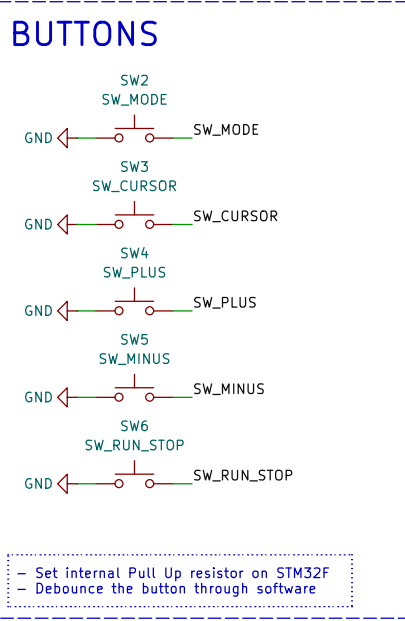 BUTTONS
SW2
SW_MODE
GND
SW_MODE
SW3
SW_CURSOR
GND
SW_CURSOR
SW4
SW_PLUS
GND
SW_PLUS
SW5
SW_MINUS
GND
SW_MINUS
SW6
SW_RUN_STOP
GND
SW_RUN_STOP
– Set internal Pull Up resistor on STM32F
– Debounce the button through software